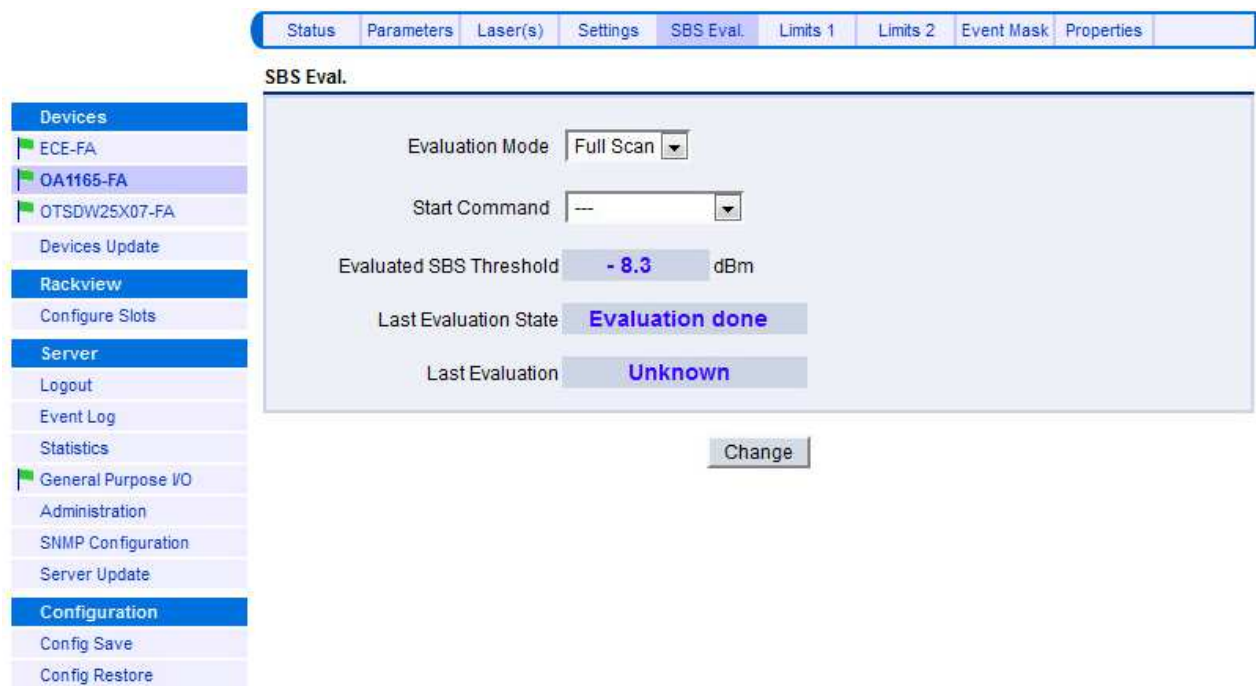 Status Parameters Laser(s) Settings SBS Eval. Limits 1 Limits 2 Event Mask Properties
SBS Eval.
Devices
ECE-FA
OA1165-FA
OTSDW25X07-FA
Devices Update
Rackview
Configure Slots
Server
Logout
Event Log
Statistics
General Purpose I/O
Administration
SNMP Configuration
Server Update
Configuration
Config Save
Config Restore
Evaluation Mode Full Scan
Start Command ---
Evaluated SBS Threshold - 8.3 dBm
Last Evaluation State Evaluation done
Last Evaluation Unknown
Change